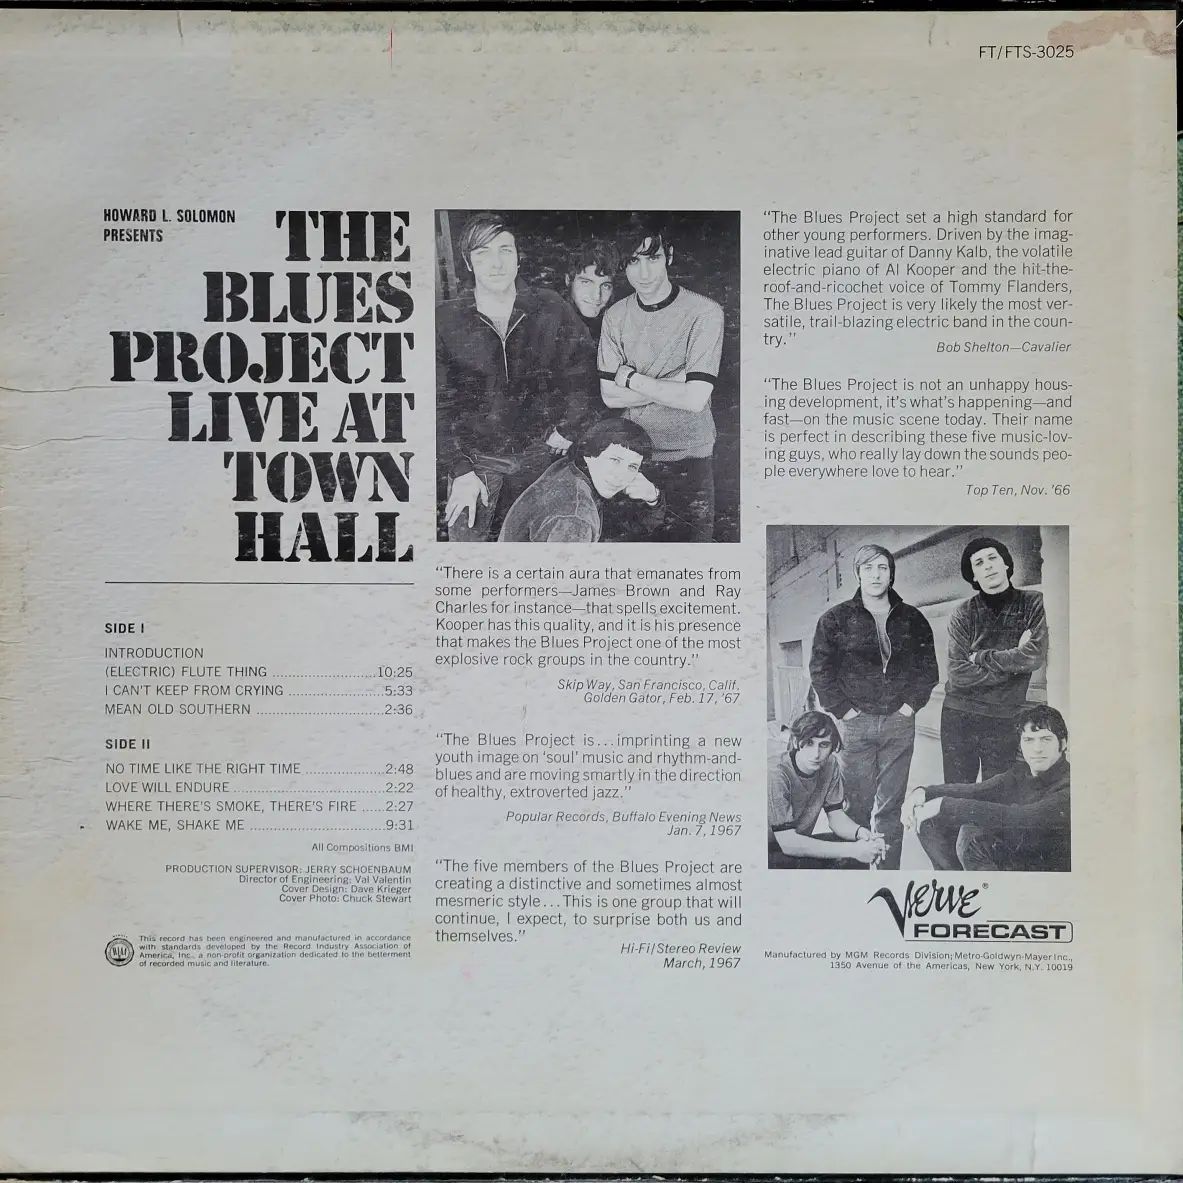 FT/FTS-3025
HOWARD L. SOLOMON
PRESENTS
THE
BLUES
PROJECT
LIVE AT
TOWN
HALL
SIDE I
INTRODUCTION
(ELECTRIC) FLUTE THING ..........................10:25
I CAN'T KEEP FROM CRYING ........................5:33
MEAN OLD SOUTHERN ................................2:36
SIDE II
NO TIME LIKE THE RIGHT TIME ....................2:48
LOVE WILL ENDURE ......................................2:22
WHERE THERE'S SMOKE, THERE'S FIRE ......2:27
WAKE ME, SHAKE ME ..................................9:31
All Compositions BMI
PRODUCTION SUPERVISOR: JERRY SCHOENBAUM
Director of Engineering: Val Valentin
Cover Design: Dave Krieger
Cover Photo: Chuck Stewart
This record has been engineered and manufactured in accordance
with standards developed by the Record Industry Association of
America, Inc., a non-profit organization dedicated to the betterment
of recorded music and literature.
"There is a certain aura that emanates from
some performers—James Brown and Ray
Charles for instance—that spells excitement.
Kooper has this quality, and it is his presence
that makes the Blues Project one of the most
explosive rock groups in the country."
Skip Way, San Francisco, Calif.
Golden Gator, Feb. 17, '67
"The Blues Project is...imprinting a new
youth image on 'soul' music and rhythm-and-
blues and are moving smartly in the direction
of healthy, extroverted jazz."
Popular Records, Buffalo Evening News
Jan. 7, 1967
"The five members of the Blues Project are
creating a distinctive and sometimes almost
mesmeric style...This is one group that will
continue, I expect, to surprise both us and
themselves."
Hi-Fi/Stereo Review
March, 1967
"The Blues Project set a high standard for
other young performers. Driven by the imag-
inative lead guitar of Danny Kalb, the volatile
electric piano of Al Kooper and the hit-the-
roof-and-ricochet voice of Tommy Flanders,
The Blues Project is very likely the most ver-
satile, trail-blazing electric band in the coun-
try."
Bob Shelton—Cavalier
"The Blues Project is not an unhappy hous-
ing development, it's what's happening—and
fast—on the music scene today. Their name
is perfect in describing these five music-lov-
ing guys, who really lay down the sounds peo-
ple everywhere love to hear."
Top Ten, Nov. '66
Verve®
FORECAST
Manufactured by MGM Records Division; Metro-Goldwyn-Mayer Inc.,
1350 Avenue of the Americas, New York, N.Y. 10019